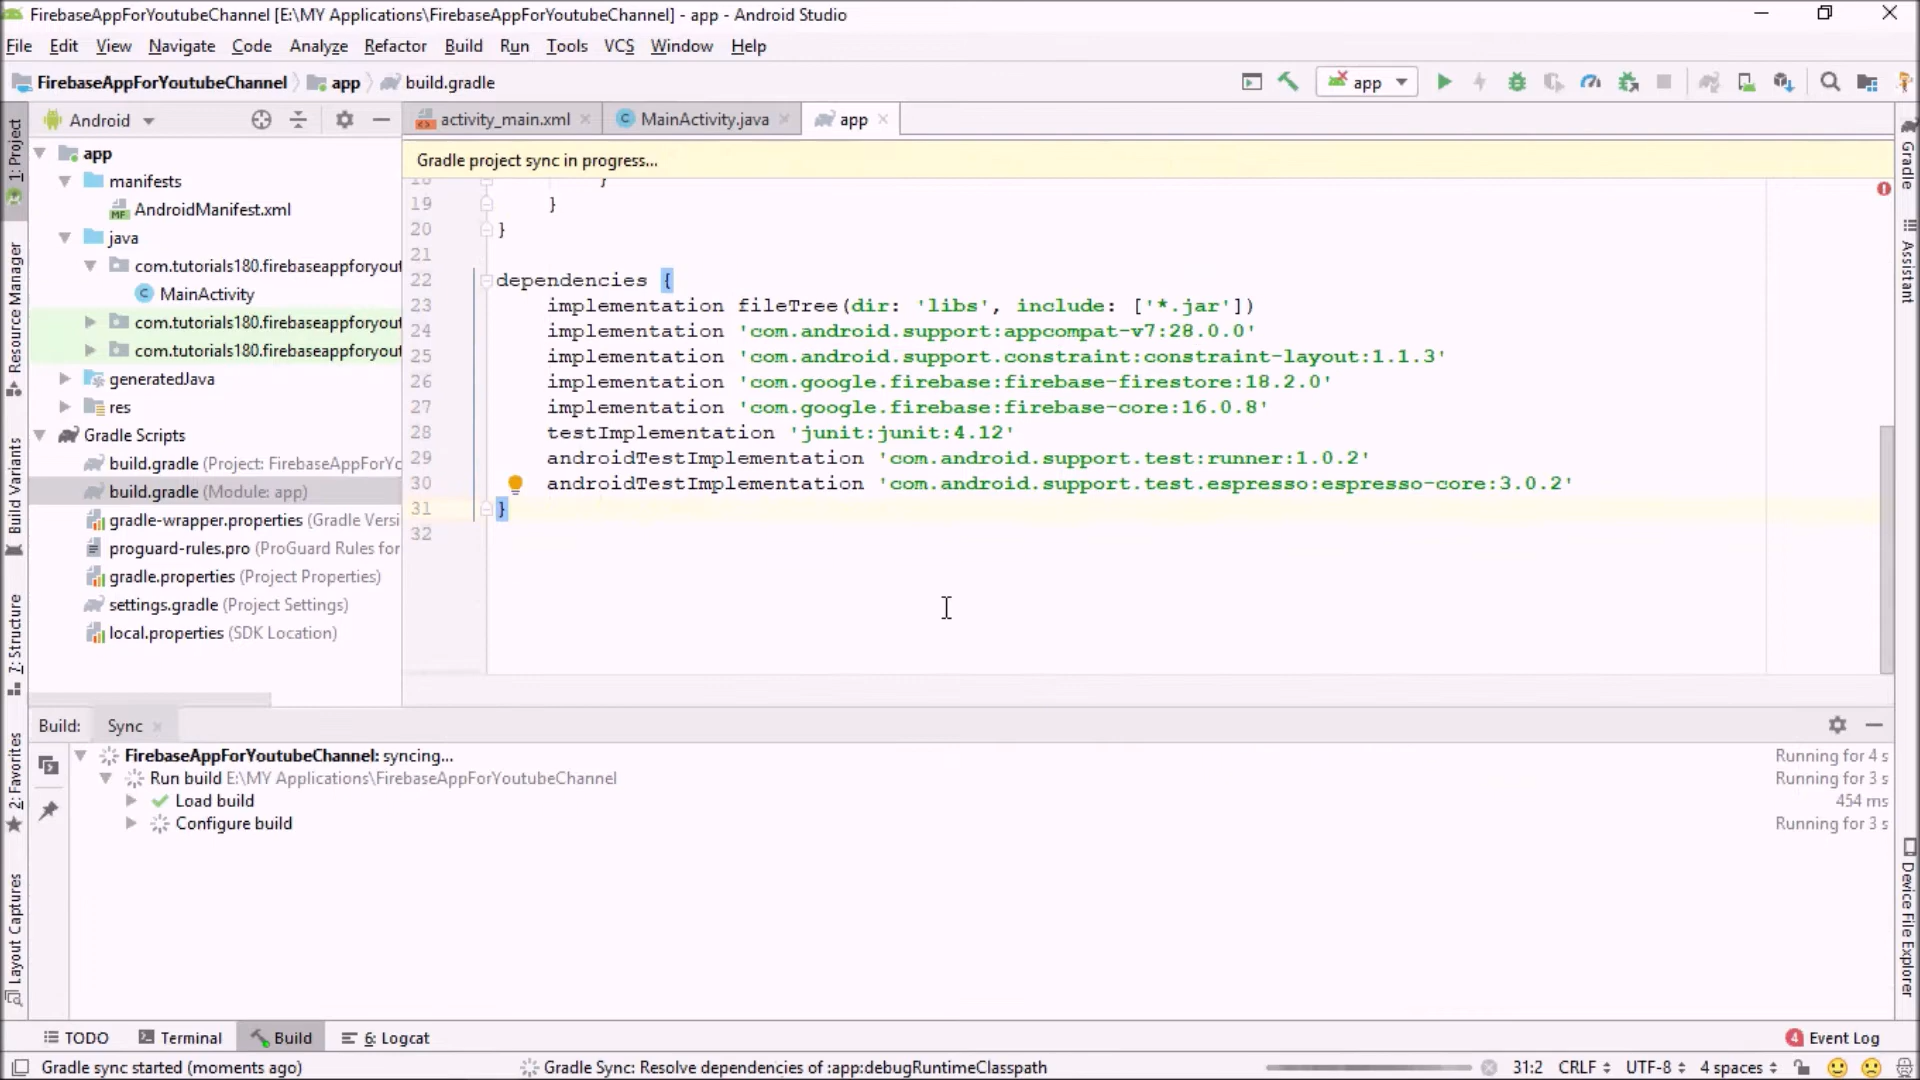 FirebaseAppForYoutubeChannel [E:\MY Applications\FirebaseAppForYoutubeChannel] - app - Android Studio
File Edit View Navigate Code Analyze Refactor Build Run Tools VCS Window Help
FirebaseAppForYoutubeChannel app build.gradle app
Android activity_main.xml MainActivity.java app
Gradle project sync in progress...
app
manifests
AndroidManifest.xml
java
com.tutorials180.firebaseappforyout
MainActivity
com.tutorials180.firebaseappforyout
com.tutorials180.firebaseappforyout
generatedJava
res
Gradle Scripts
build.gradle (Project: FirebaseAppForYo
build.gradle (Module: app)
gradle-wrapper.properties (Gradle Versi
proguard-rules.pro (ProGuard Rules for
gradle.properties (Project Properties)
settings.gradle (Project Settings)
local.properties (SDK Location)
18 }
19 }
20 }
21
22 dependencies {
23 implementation fileTree(dir: 'libs', include: ['*.jar'])
24 implementation 'com.android.support:appcompat-v7:28.0.0'
25 implementation 'com.android.support.constraint:constraint-layout:1.1.3'
26 implementation 'com.google.firebase:firebase-firestore:18.2.0'
27 implementation 'com.google.firebase:firebase-core:16.0.8'
28 testImplementation 'junit:junit:4.12'
29 androidTestImplementation 'com.android.support.test:runner:1.0.2'
30 androidTestImplementation 'com.android.support.test.espresso:espresso-core:3.0.2'
31 }
32
1: Project
Resource Manager
Build Variants
7: Structure
2: Favorites
Layout Captures
Gradle
Assistant
Device File Explorer
Build: Sync
FirebaseAppForYoutubeChannel: syncing... Running for 4 s
Run build E:\MY Applications\FirebaseAppForYoutubeChannel Running for 3 s
Load build 454 ms
Configure build Running for 3 s
TODO Terminal Build 6: Logcat 4 Event Log
Gradle sync started (moments ago) Gradle Sync: Resolve dependencies of :app:debugRuntimeClasspath 31:2 CRLF UTF-8 4 spaces